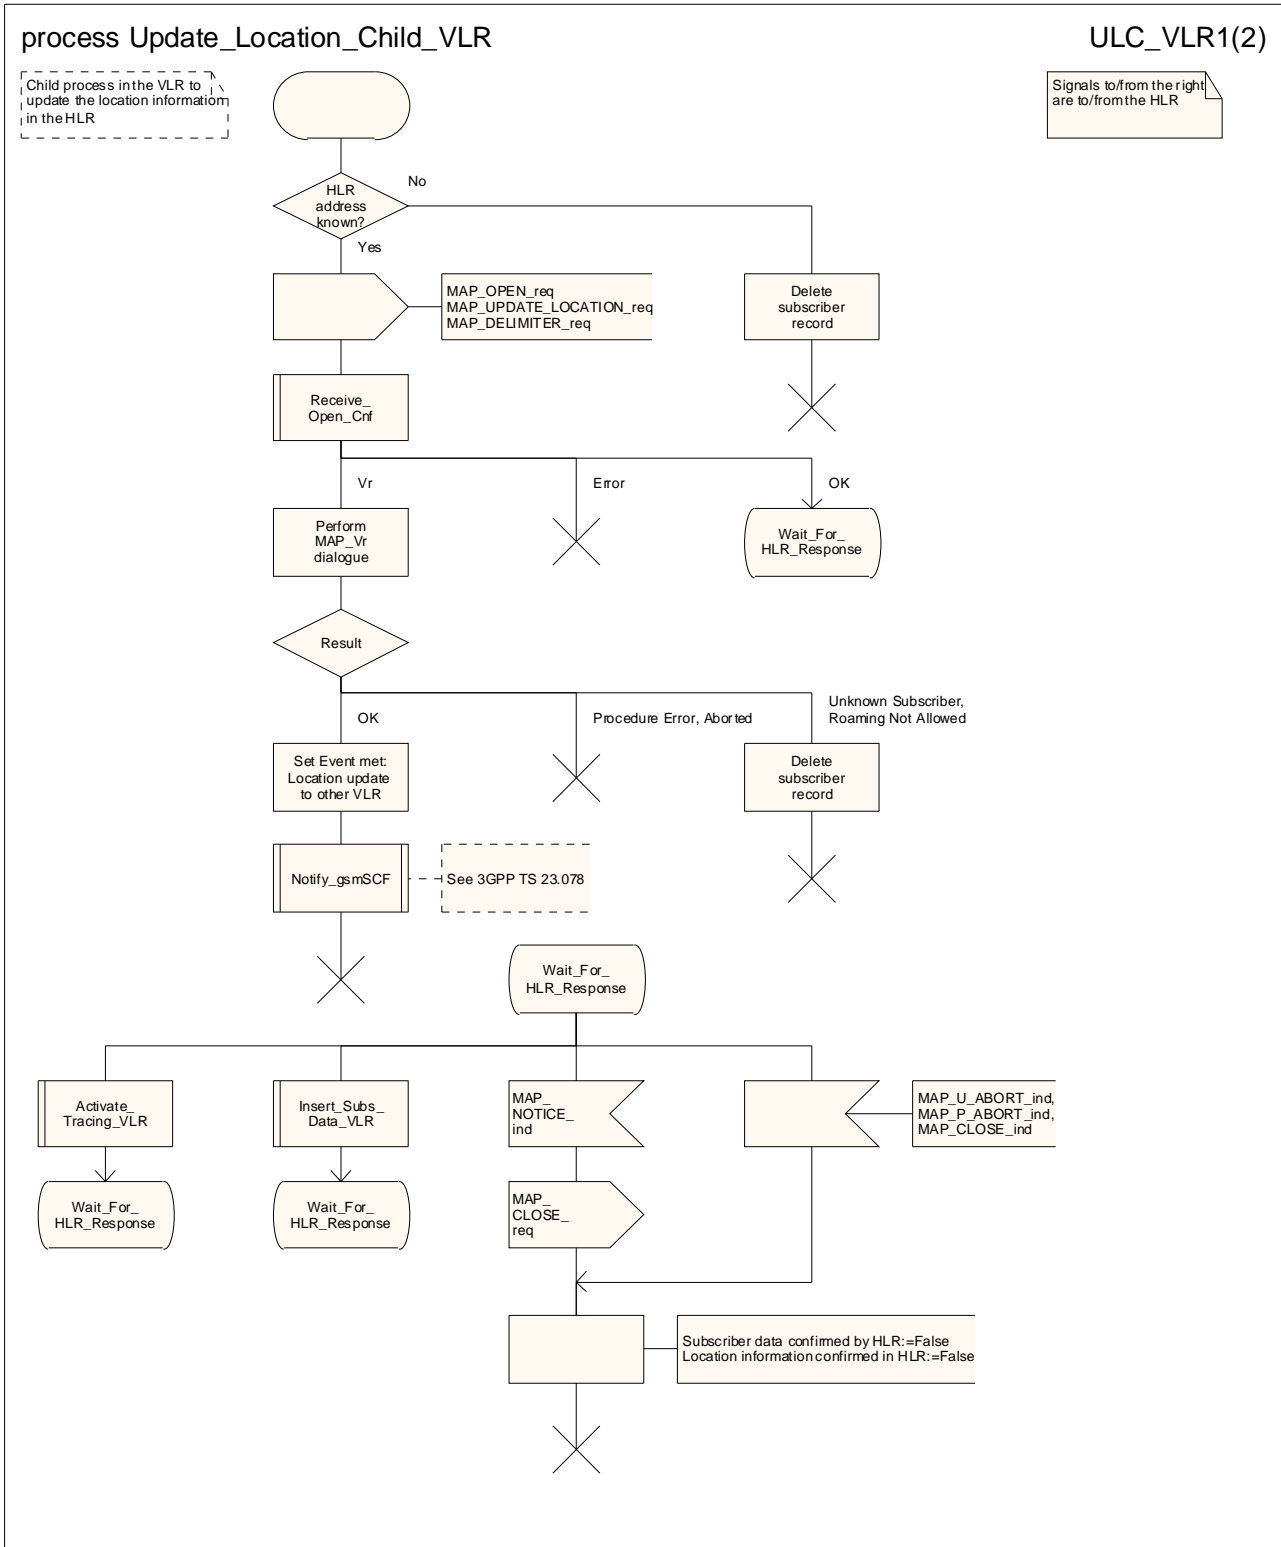 process Update_Location_Child_VLR
ULC_VLR1(2)
Child process in the VLR to
update the location information
in the HLR
Signals to/from the right
are to/from the HLR
HLR
address
known?
No
Yes
MAP_OPEN_req
MAP_UPDATE_LOCATION_req
MAP_DELIMITER_req
Delete
subscriber
record
Receive_
Open_Cnf
Vr
Error
OK
Perform
MAP_Vr
dialogue
Wait_For_
HLR_Response
Result
OK
Procedure Error, Aborted
Unknown Subscriber,
Roaming Not Allowed
Set Event met:
Location update
to other VLR
Delete
subscriber
record
Notify_gsmSCF
See 3GPP TS 23.078
Wait_For_
HLR_Response
Activate_
Tracing_VLR
Insert_Subs_
Data_VLR
MAP_
NOTICE_
ind
MAP_U_ABORT_ind,
MAP_P_ABORT_ind,
MAP_CLOSE_ind
Wait_For_
HLR_Response
Wait_For_
HLR_Response
MAP_
CLOSE_
req
Subscriber data confirmed by HLR:=False
Location information confirmed in HLR:=False